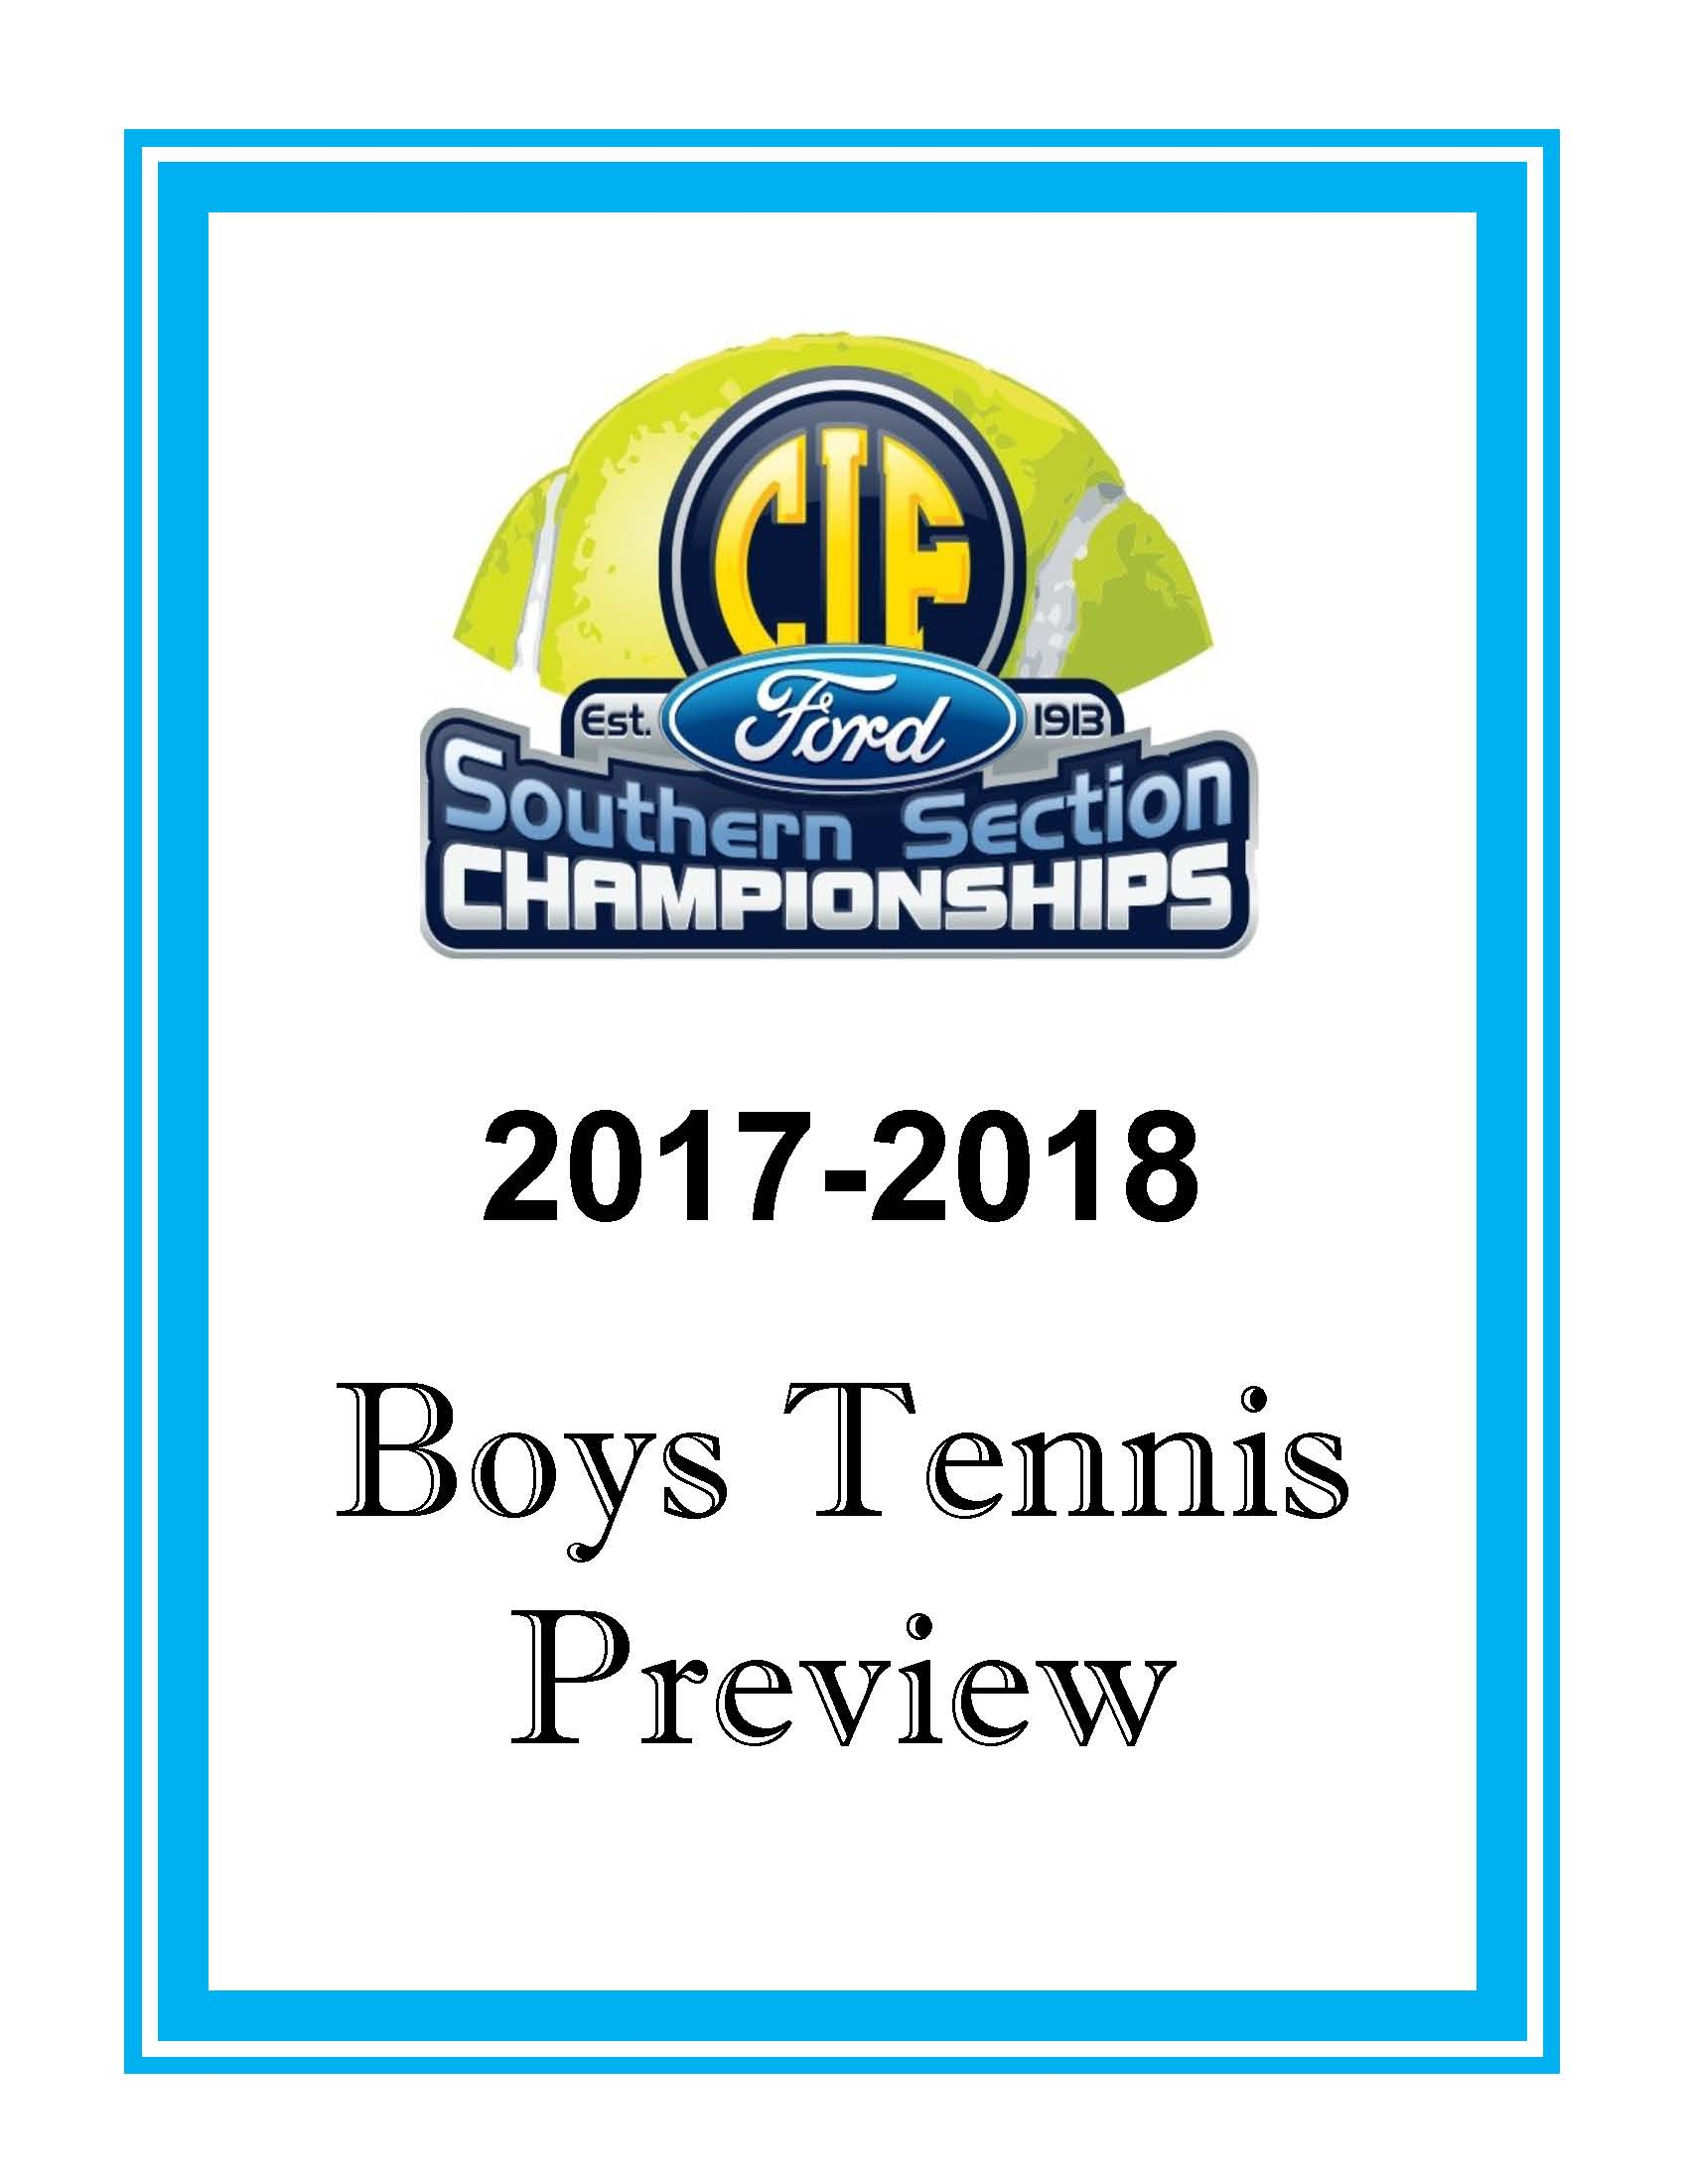 CIF
Est. Ford 1913
Southern Section
CHAMPIONSHIPS
2017-2018
Boys Tennis
Preview